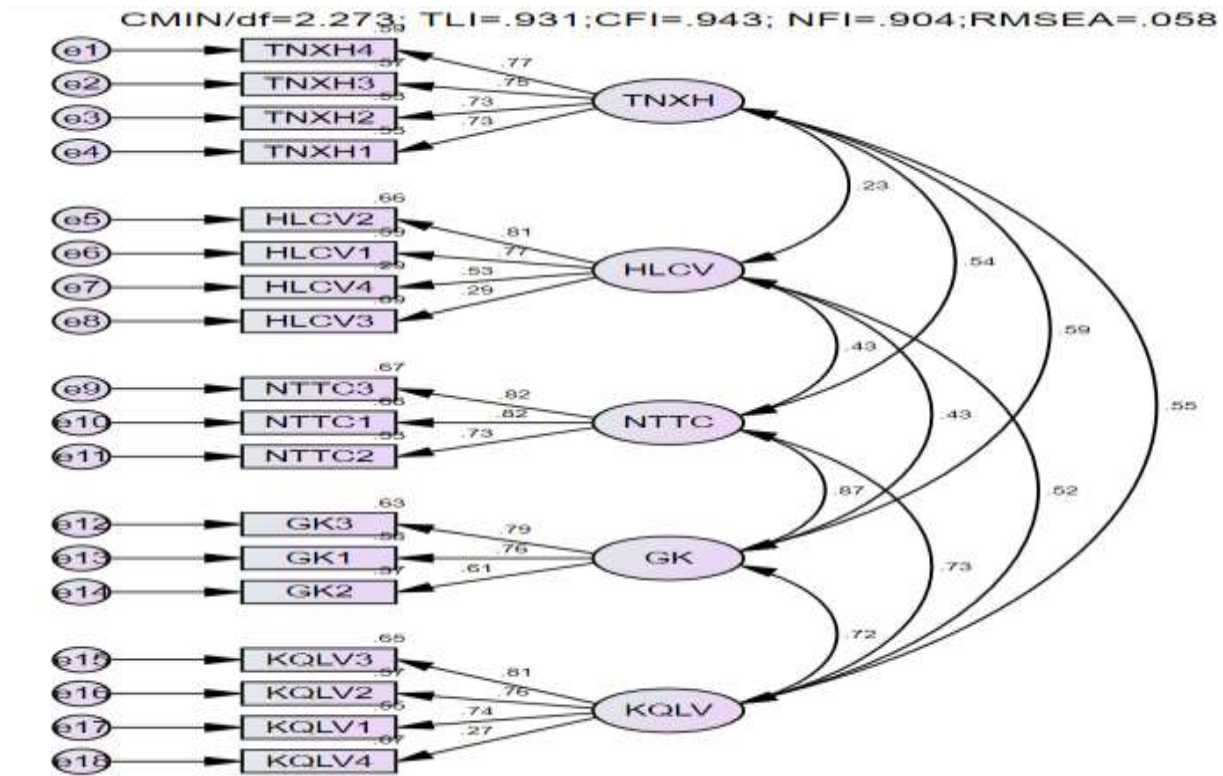 CMIN/df=2.273; TLI=.931;CFI=.943; NFI=.904;RMSEA=.058
.59
e1 TNXH4 .77
.57
e2 TNXH3 .75
TNXH
e3 TNXH2 .73
e4 TNXH1 .73
.23
.66
e5 HLCV2 .81
e6 HLCV1 .77
.54
HLCV
.29
e7 HLCV4 .53
e8 HLCV3 .29
.59
.43
.67
e9 NTTC3 .82
.55
e10 NTTC1 .82
NTTC
.43
e11 NTTC2 .73
.87
.52
.63
e12 GK3 .79
e13 GK1 .76
GK
.73
e14 GK2 .61
.72
.65
e15 KQLV3 .81
e16 KQLV2 .76
KQLV
e17 KQLV1 .74
e18 KQLV4 .27